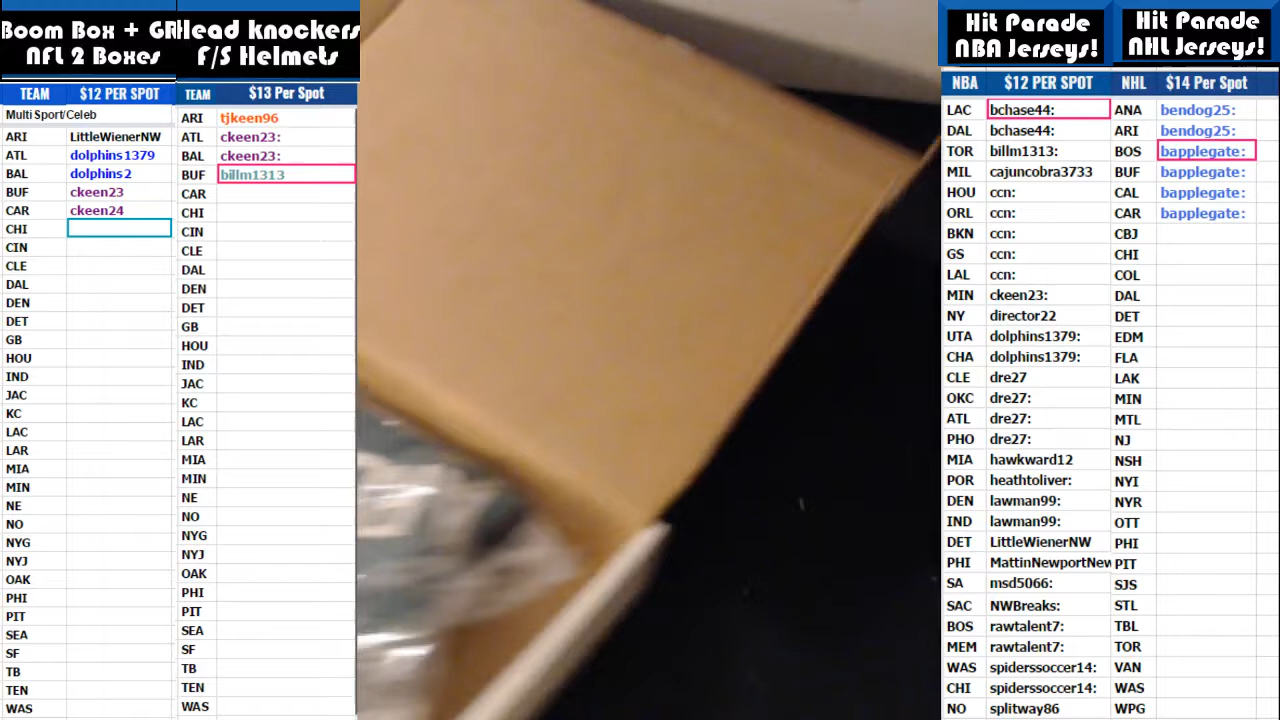 Boom Box + GR
NFL 2 Boxes
TEAM $12 PER SPOT
Multi Sport/Celeb
ARI LittleWienerNW
ATL dolphins1379
BAL dolphins2
BUF ckeen23
CAR ckeen24
CHI
CIN
CLE
DAL
DEN
DET
GB
HOU
IND
JAC
KC
LAC
LAR
MIA
MIN
NE
NO
NYG
NYJ
OAK
PHI
PIT
SEA
SF
TB
TEN
WAS
Head knockers
F/S Helmets
TEAM $13 Per Spot
ARI tjkeen96
ATL ckeen23:
BAL ckeen23:
BUF billm1313
CAR
CHI
CIN
CLE
DAL
DEN
DET
GB
HOU
IND
JAC
KC
LAC
LAR
MIA
MIN
NE
NO
NYG
NYJ
OAK
PHI
PIT
SEA
SF
TB
TEN
WAS
Hit Parade
NBA Jerseys!
NBA $12 PER SPOT
LAC bchase44:
DAL bchase44:
TOR billm1313:
MIL cajuncobra3733
HOU ccn:
ORL ccn:
BKN ccn:
GS ccn:
LAL ccn:
MIN ckeen23:
NY director22
UTA dolphins1379:
CHA dolphins1379:
CLE dre27
OKC dre27:
ATL dre27:
PHO dre27:
MIA hawkward12
POR heathtoliver:
DEN lawman99:
IND lawman99:
DET LittleWienerNW
PHI MattinNewportNew
SA msd5066:
SAC NWBreaks:
BOS rawtalent7:
MEM rawtalent7:
WAS spiderssoccer14:
CHI spiderssoccer14:
NO splitway86
Hit Parade
NHL Jerseys!
NHL $14 Per Spot
ANA bendog25:
ARI bendog25:
BOS bapplegate:
BUF bapplegate:
CAL bapplegate:
CAR bapplegate:
CBJ
CHI
COL
DAL
DET
EDM
FLA
LAK
MIN
MTL
NJ
NSH
NYI
NYR
OTT
PHI
PIT
SJS
STL
TBL
TOR
VAN
WAS
WPG